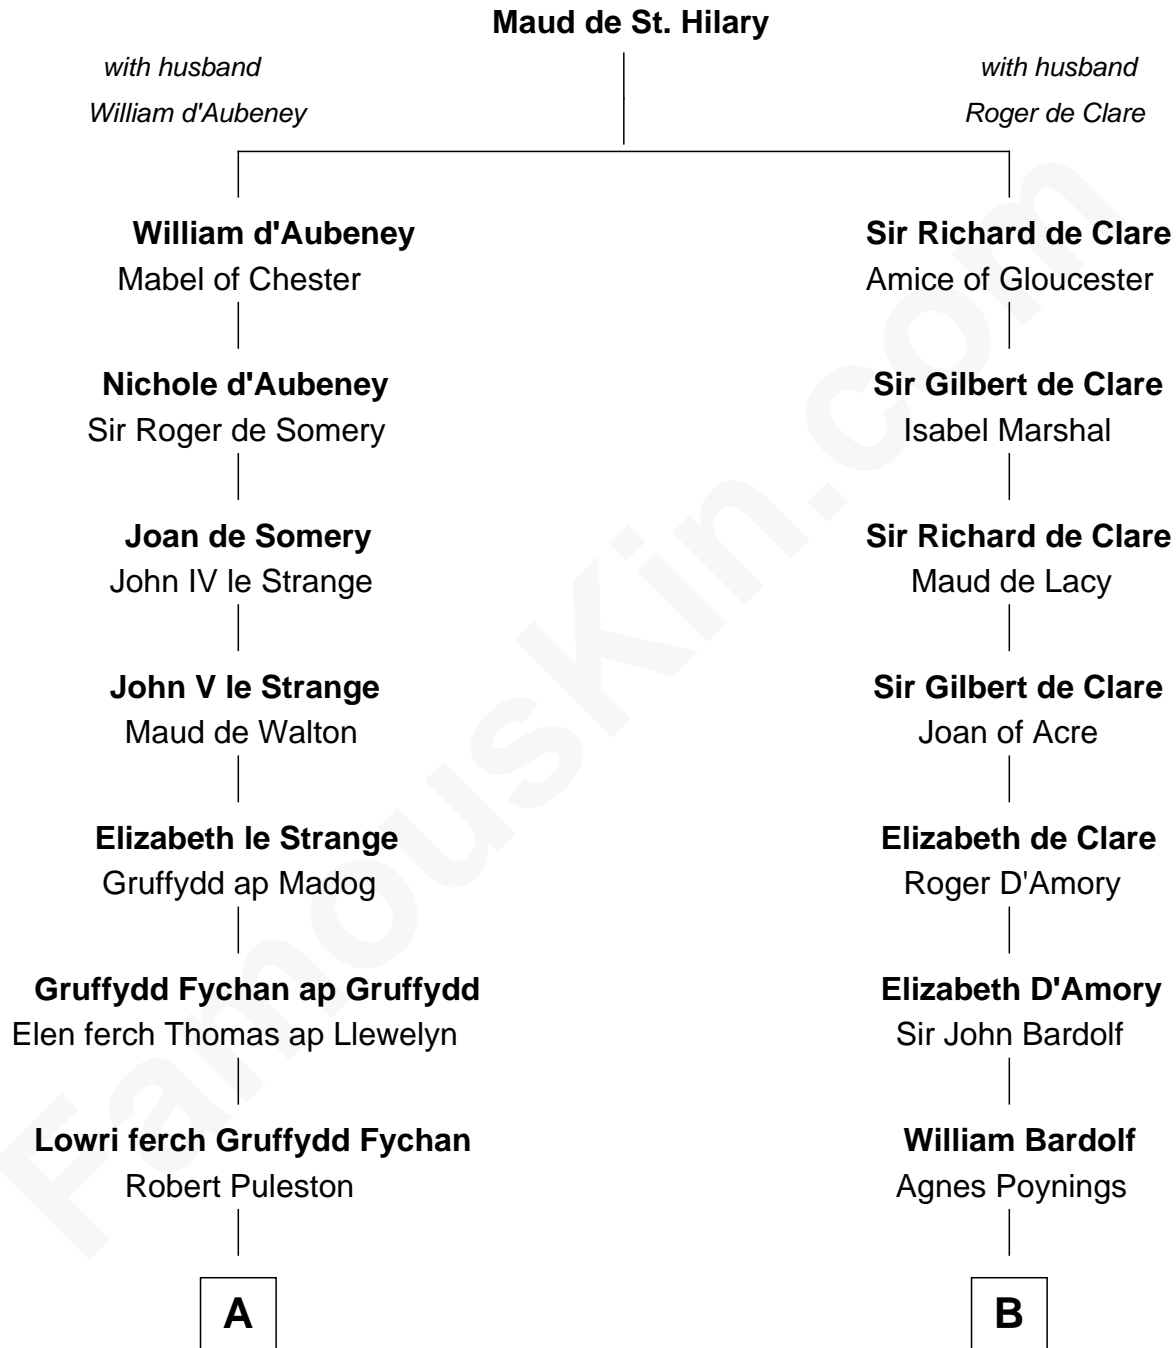 Maud de St. Hilary
with husband
William d'Aubeney
with husband
Roger de Clare
William d'Aubeney
Mabel of Chester
Sir Richard de Clare
Amice of Gloucester
Nichole d'Aubeney
Sir Roger de Somery
Sir Gilbert de Clare
Isabel Marshal
Joan de Somery
John IV le Strange
Sir Richard de Clare
Maud de Lacy
John V le Strange
Maud de Walton
Sir Gilbert de Clare
Joan of Acre
Elizabeth le Strange
Gruffydd ap Madog
Elizabeth de Clare
Roger D'Amory
Gruffydd Fychan ap Gruffydd
Elen ferch Thomas ap Llewelyn
Elizabeth D'Amory
Sir John Bardolf
Lowri ferch Gruffydd Fychan
Robert Puleston
William Bardolf
Agnes Poynings
A
B
FamousKin.com